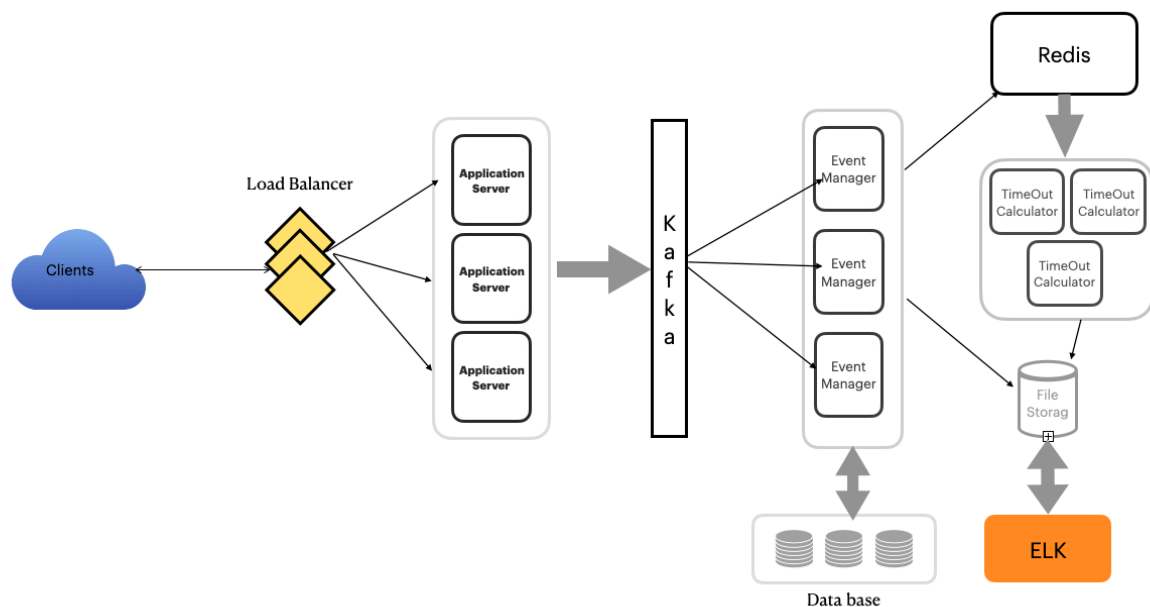 Clients
Load Balancer
Application
Server
Application
Server
Application
Server
K
a
f
k
a
Event
Manager
Event
Manager
Event
Manager
Data base
Redis
TimeOut
Calculator
TimeOut
Calculator
TimeOut
Calculator
File
Storag
ELK